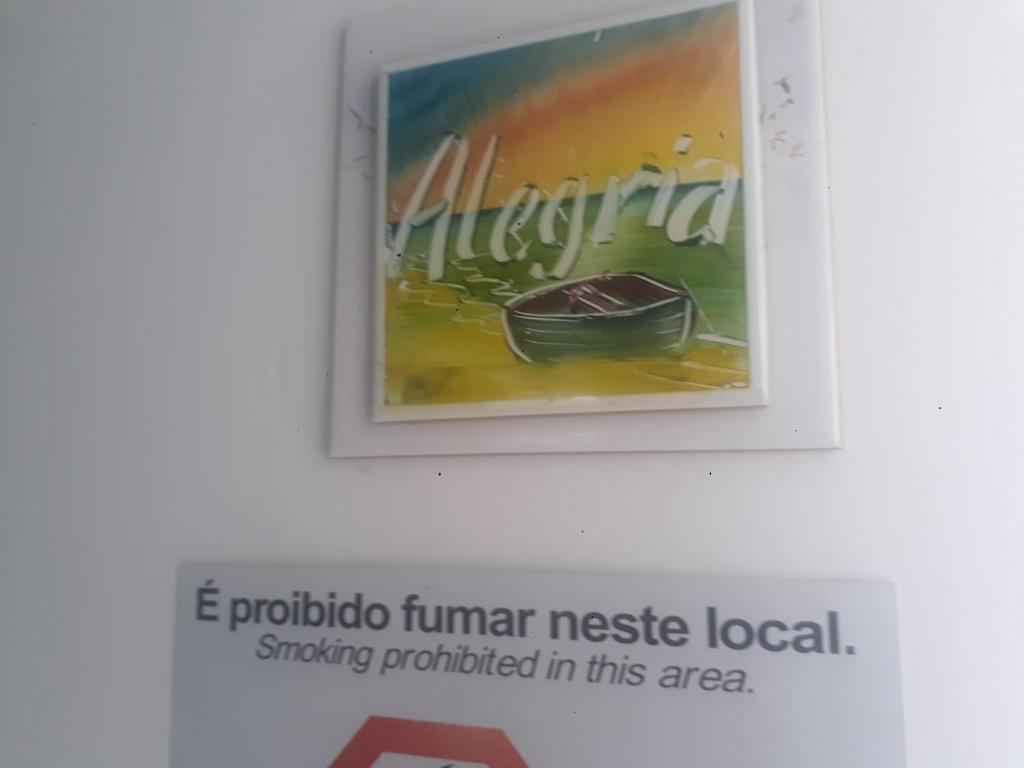 Alegria
É proibido fumar neste local.
Smoking prohibited in this area.